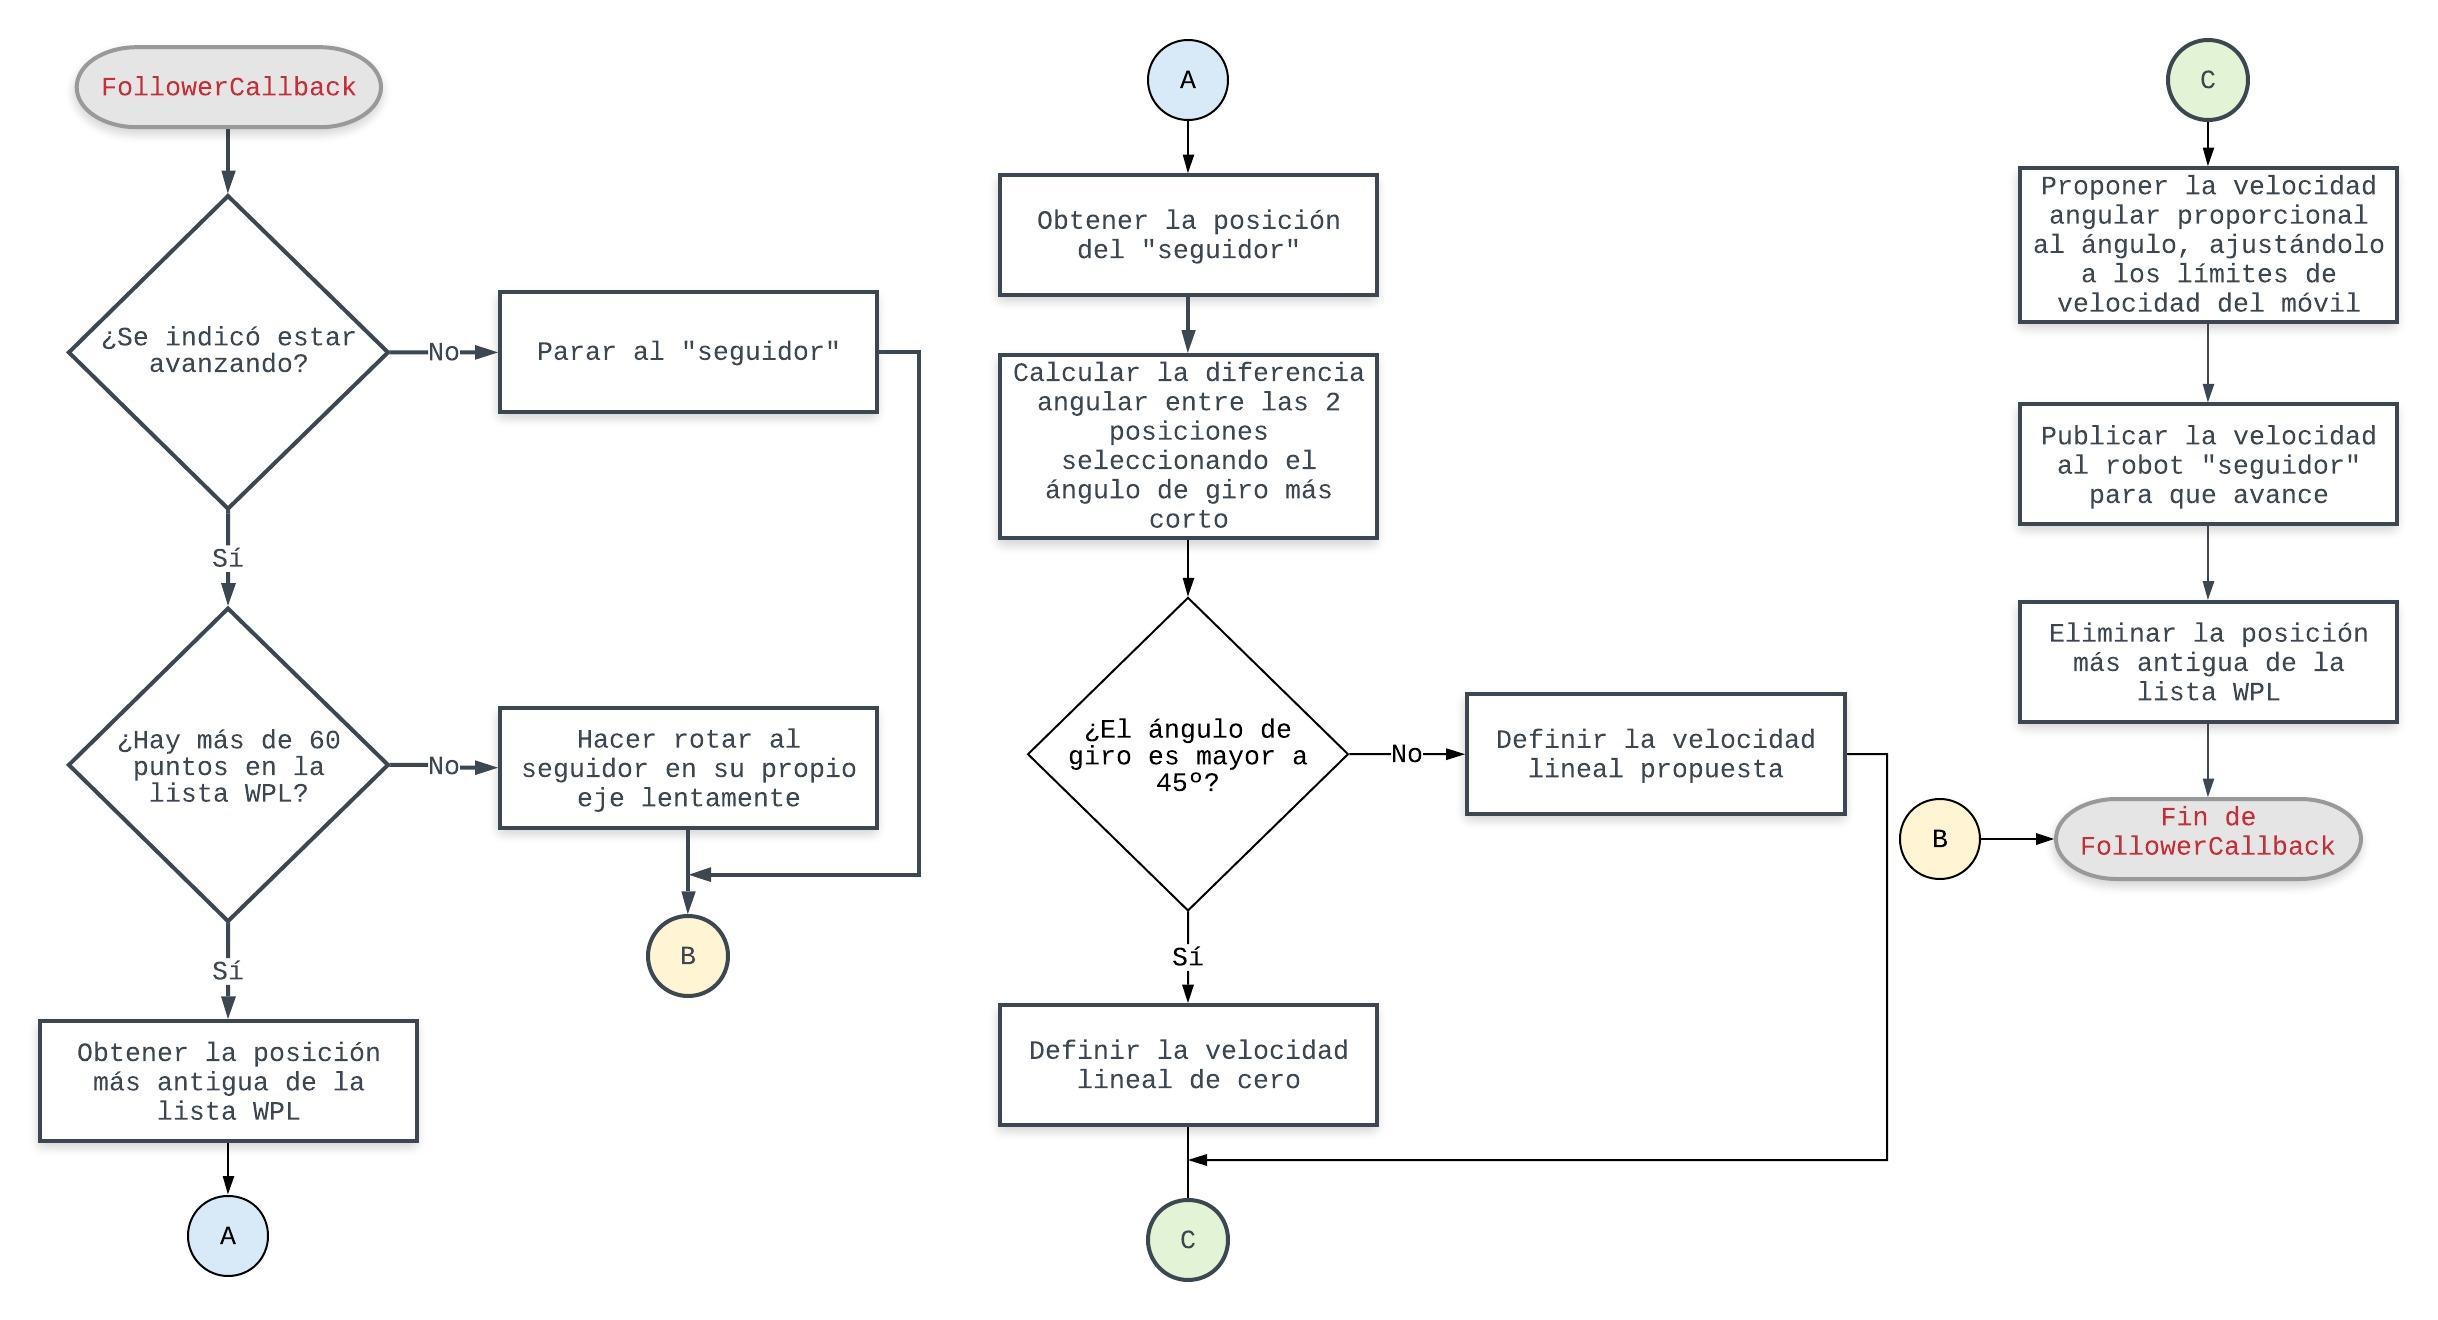 FollowerCallback
¿Se indicó estar
avanzando?
No
Parar al "seguidor"
Sí
¿Hay más de 60
puntos en la
lista WPL?
No
Hacer rotar al
seguidor en su propio
eje lentamente
B
Sí
Obtener la posición
más antigua de la
lista WPL
A
A
Obtener la posición
del "seguidor"
Calcular la diferencia
angular entre las 2
posiciones
seleccionando el
ángulo de giro más
corto
¿El ángulo de
giro es mayor a
45º?
No
Definir la velocidad
lineal propuesta
Sí
Definir la velocidad
lineal de cero
C
C
Proponer la velocidad
angular proporcional
al ángulo, ajustándolo
a los límites de
velocidad del móvil
Publicar la velocidad
al robot "seguidor"
para que avance
Eliminar la posición
más antigua de la
lista WPL
B
Fin de
FollowerCallback